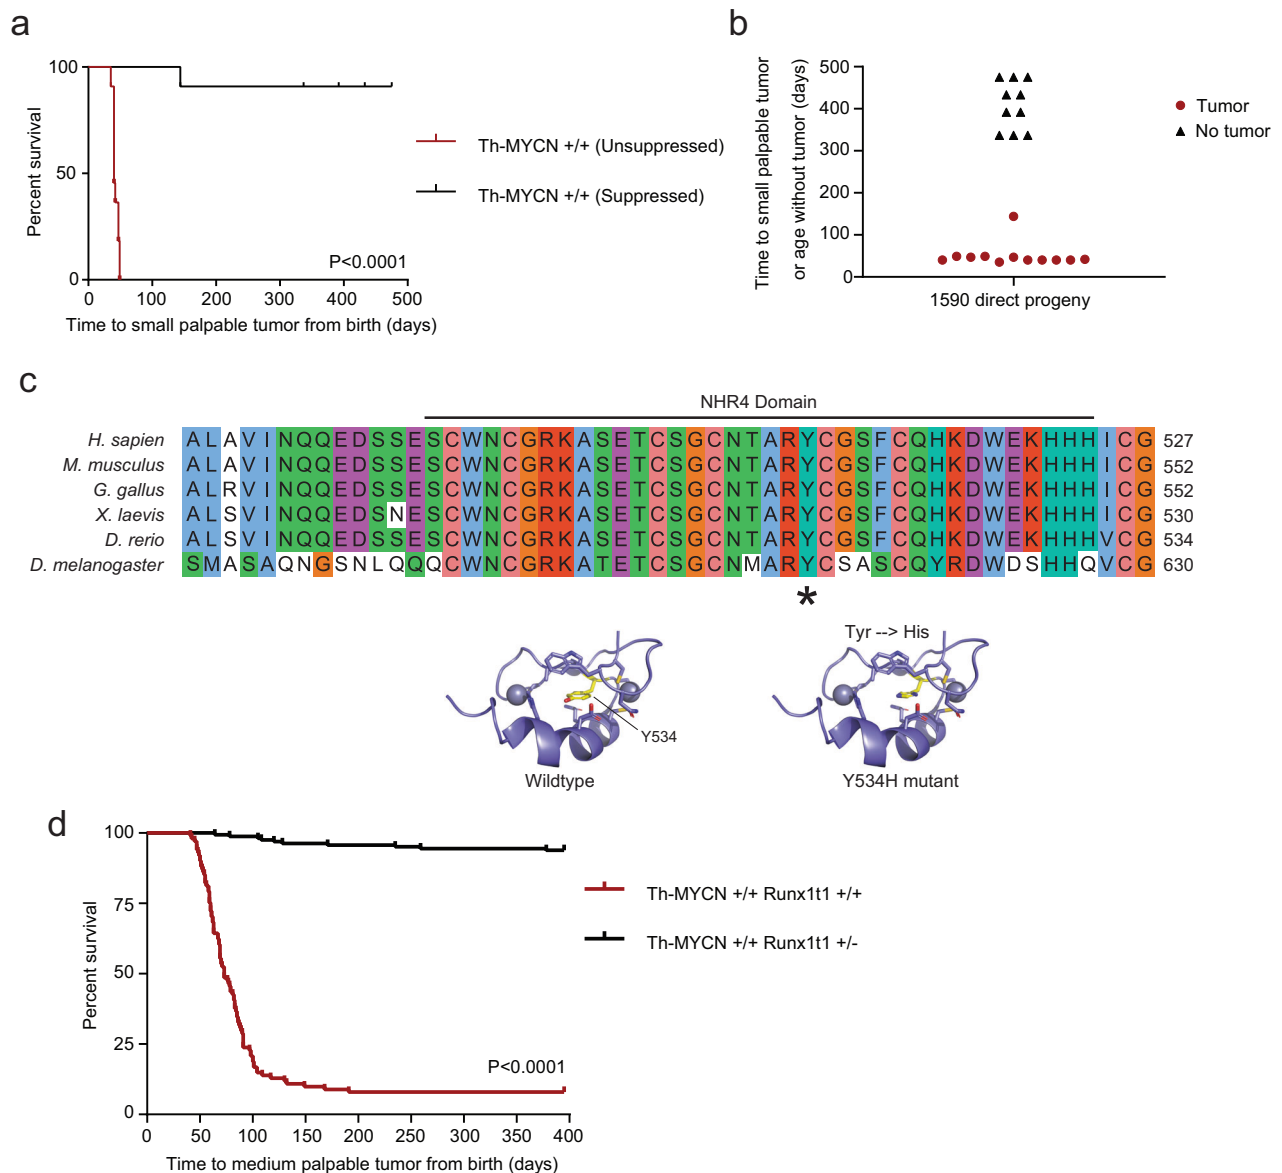 a
100
50
0
Percent survival
0 100 200 300 400 500
Time to small palpable tumor from birth (days)
Th-MYCN +/+ (Unsuppressed)
Th-MYCN +/+ (Suppressed)
P<0.0001
b
Time to small palpable tumor
or age without tumor (days)
500
400
300
200
100
0
1590 direct progeny
Tumor
No tumor
c
NHR4 Domain
H. sapien ALAVINQQEDSSESCWNCGRKASETCSGCNTARYCGSFCQHKDWEKHHHICG 527
M. musculus ALAVINQQEDSSESCWNCGRKASETCSGCNTARYCGSFCQHKDWEKHHHICG 552
G. gallus ALRVINQQEDSSESCWNCGRKASETCSGCNTARYCGSFCQHKDWEKHHHICG 552
X. laevis ALSVINQQEDSNESCWNCGRKASETCSGCNTARYCGSFCQHKDWEKHHHICG 530
D. rerio ALSVINQQEDSSESCWNCGRKASETCSGCNTARYCGSFCQHKDWEKHHHVCG 534
D. melanogaster SMASAQNGSNLQQQCWNCGRKATETCSGCNMARYCSASCQYRDWDSHHQVCG 630
*
Tyr --> His
Y534
Wildtype
Y534H mutant
d
100
75
50
25
0
Percent survival
0 50 100 150 200 250 300 350 400
Time to medium palpable tumor from birth (days)
Th-MYCN +/+ Runx1t1 +/+
Th-MYCN +/+ Runx1t1 +/-
P<0.0001